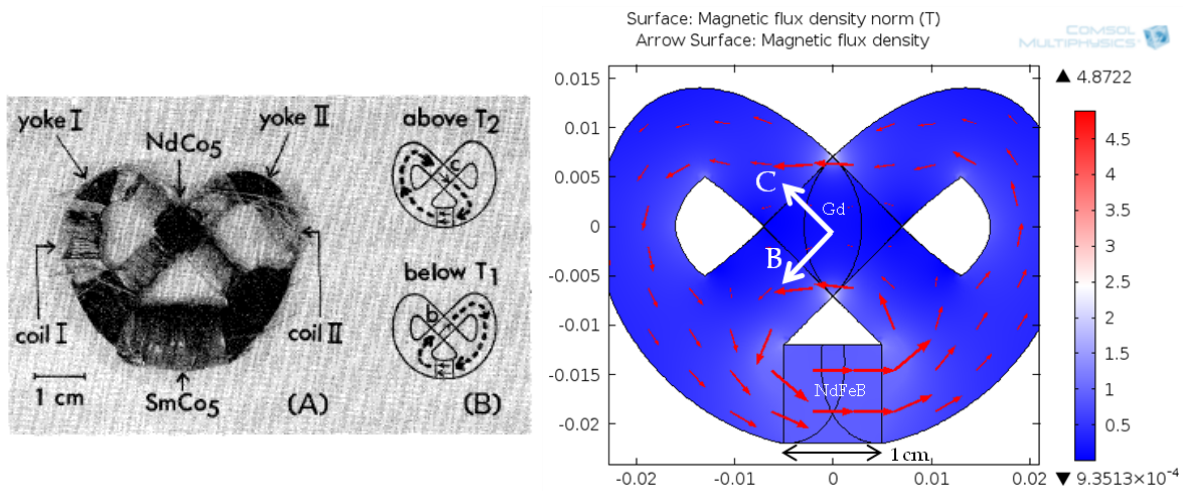 yoke I
yoke II
NdCo5
coil I
coil II
1 cm
SmCo5
(A)
above T2
c
below T1
b
(B)
Surface: Magnetic flux density norm (T)
Arrow Surface: Magnetic flux density
COMSOL
MULTIPHYSICS
▲ 4.8722
4.5
4
3.5
3
2.5
2
1.5
1
0.5
▼ 9.3513×10⁻⁴
0.015
0.01
0.005
0
-0.005
-0.01
-0.015
-0.02
C
Gd
B
NdFeB
1 cm
-0.02
-0.01
0
0.01
0.02